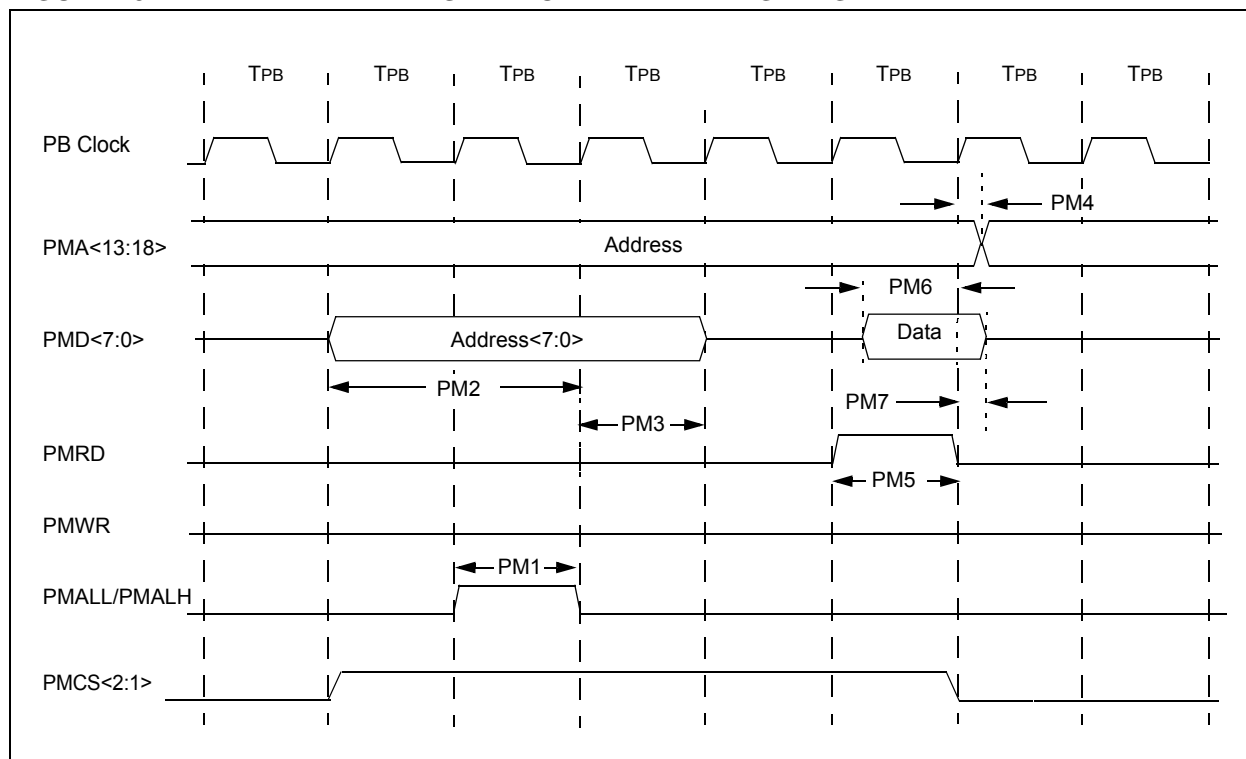 TPB TPB TPB TPB TPB TPB TPB TPB
PB Clock
PM4
PMA<13:18>
Address
PM6
PMD<7:0>
Address<7:0>
Data
PM2
PM7
PM3
PMRD
PM5
PMWR
PM1
PMALL/PMALH
PMCS<2:1>